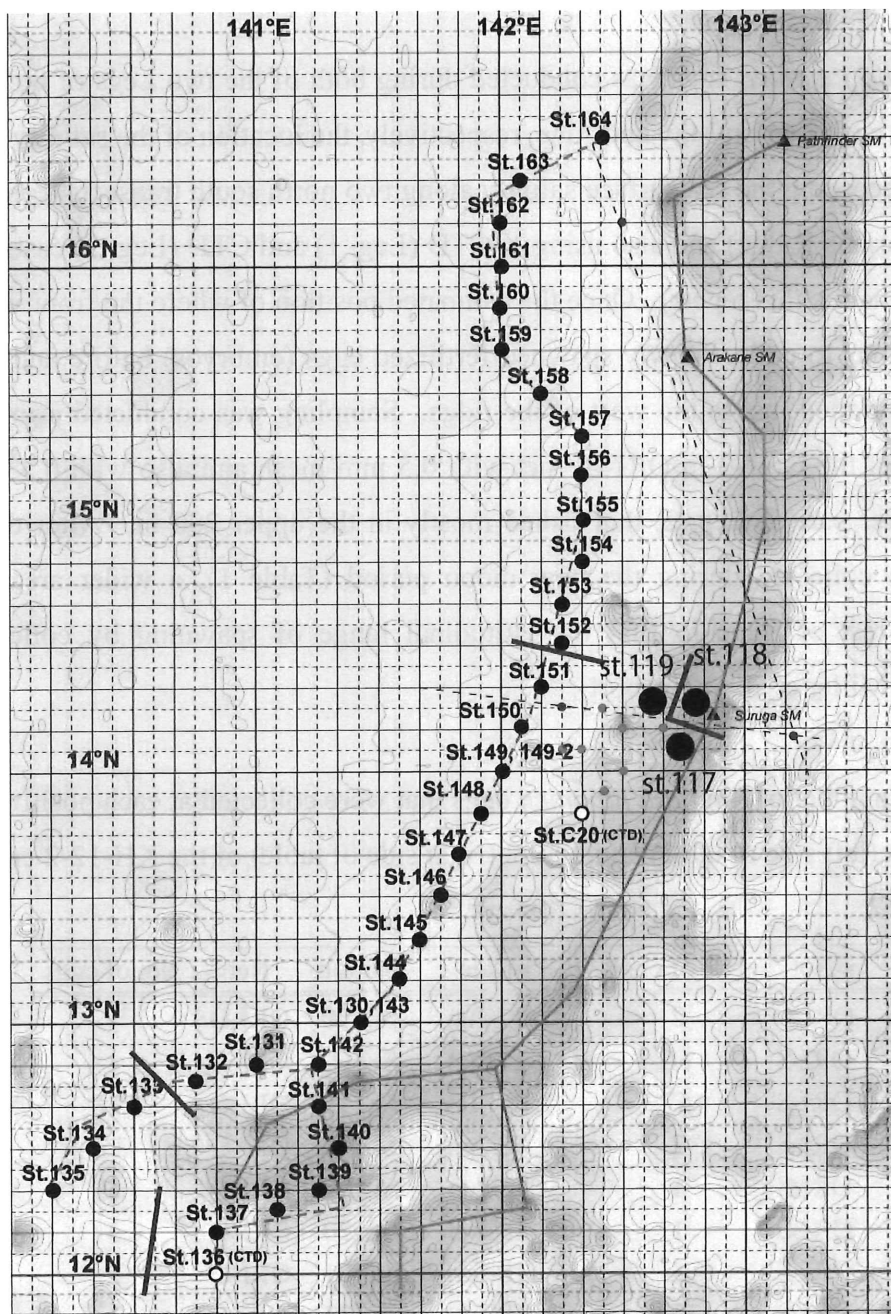 141°E 142°E 143°E
St.164
Pathfinder SM
St.163
St.162
16°N
St.161
St.160
St.159
Arakane SM
St.158
St.157
St.156
15°N
St.155
St.154
St.153
St.152
st.119 st.118
St.151
St.150
Suruga SM
14°N
St.149, 149-2
st.117
St.148
St.C20 (CTD)
St.147
St.146
St.145
St.144
13°N
St.130,143
St.131
St.142
St.132
St.133
St.141
St.134
St.140
St.135
St.139
St.138
St.137
12°N
St.136 (CTD)